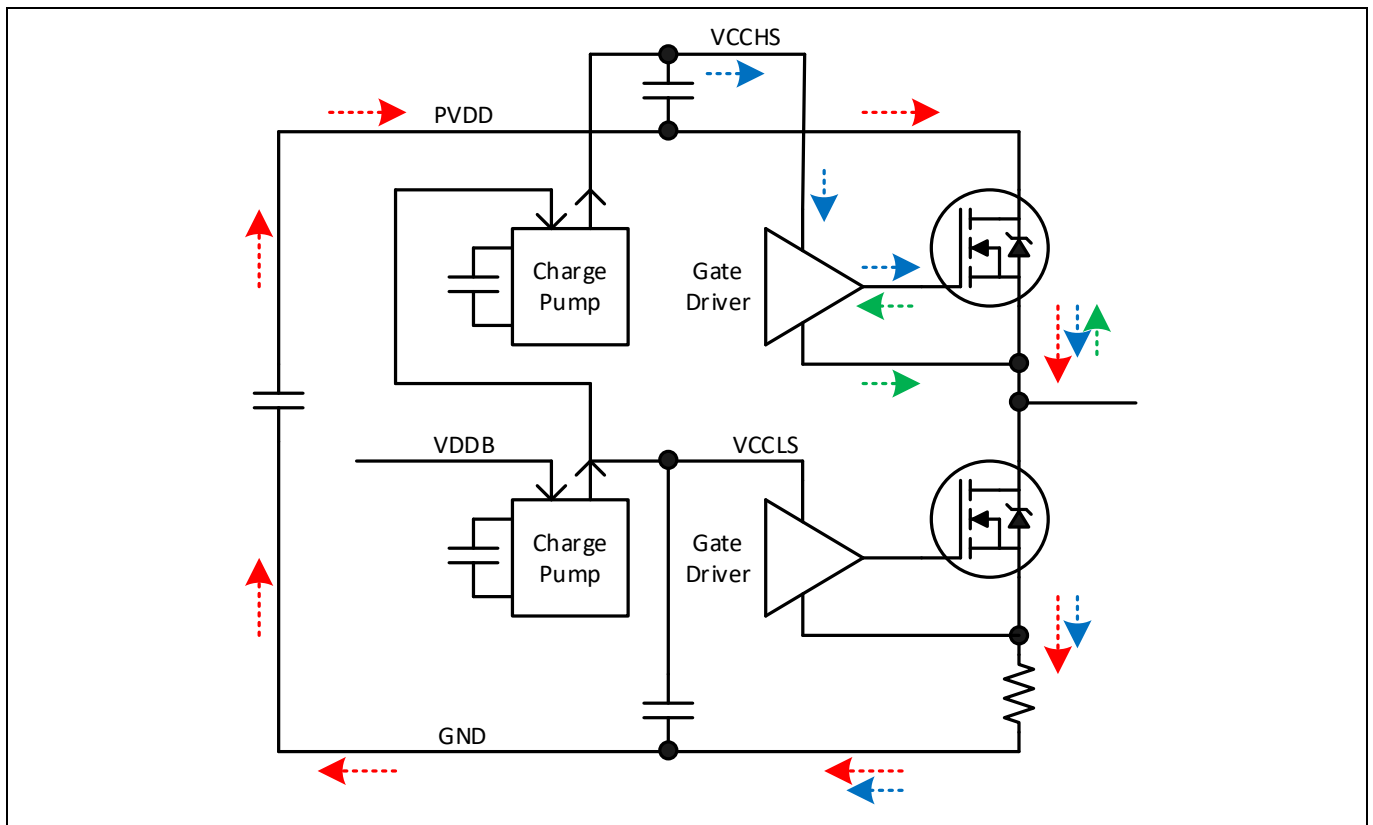 VCCHS
PVDD
Charge
Pump
Gate
Driver
VDDB
VCCLS
Charge
Pump
Gate
Driver
GND